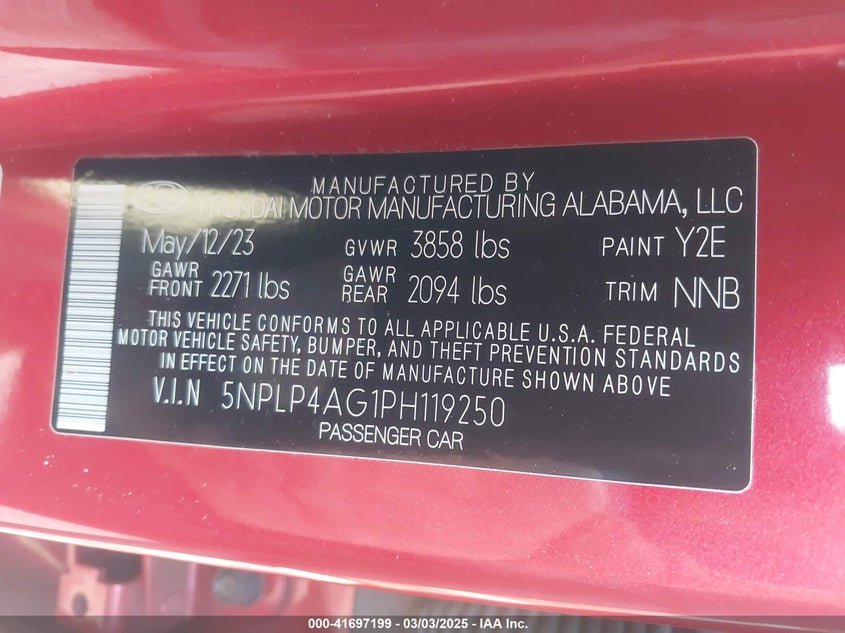 MANUFACTURED BY
HYUNDAI MOTOR MANUFACTURING ALABAMA, LLC
May/12/23 GVWR 3858 lbs PAINT Y2E
GAWR FRONT 2271 lbs GAWR REAR 2094 lbs TRIM NNB
THIS VEHICLE CONFORMS TO ALL APPLICABLE U.S.A. FEDERAL
MOTOR VEHICLE SAFETY, BUMPER, AND THEFT PREVENTION STANDARDS
IN EFFECT ON THE DATE OF MANUFACTURE SHOWN ABOVE
V.I.N 5NPLP4AG1PH119250
PASSENGER CAR
000-41697199 — 03/03/2025 — IAA Inc.